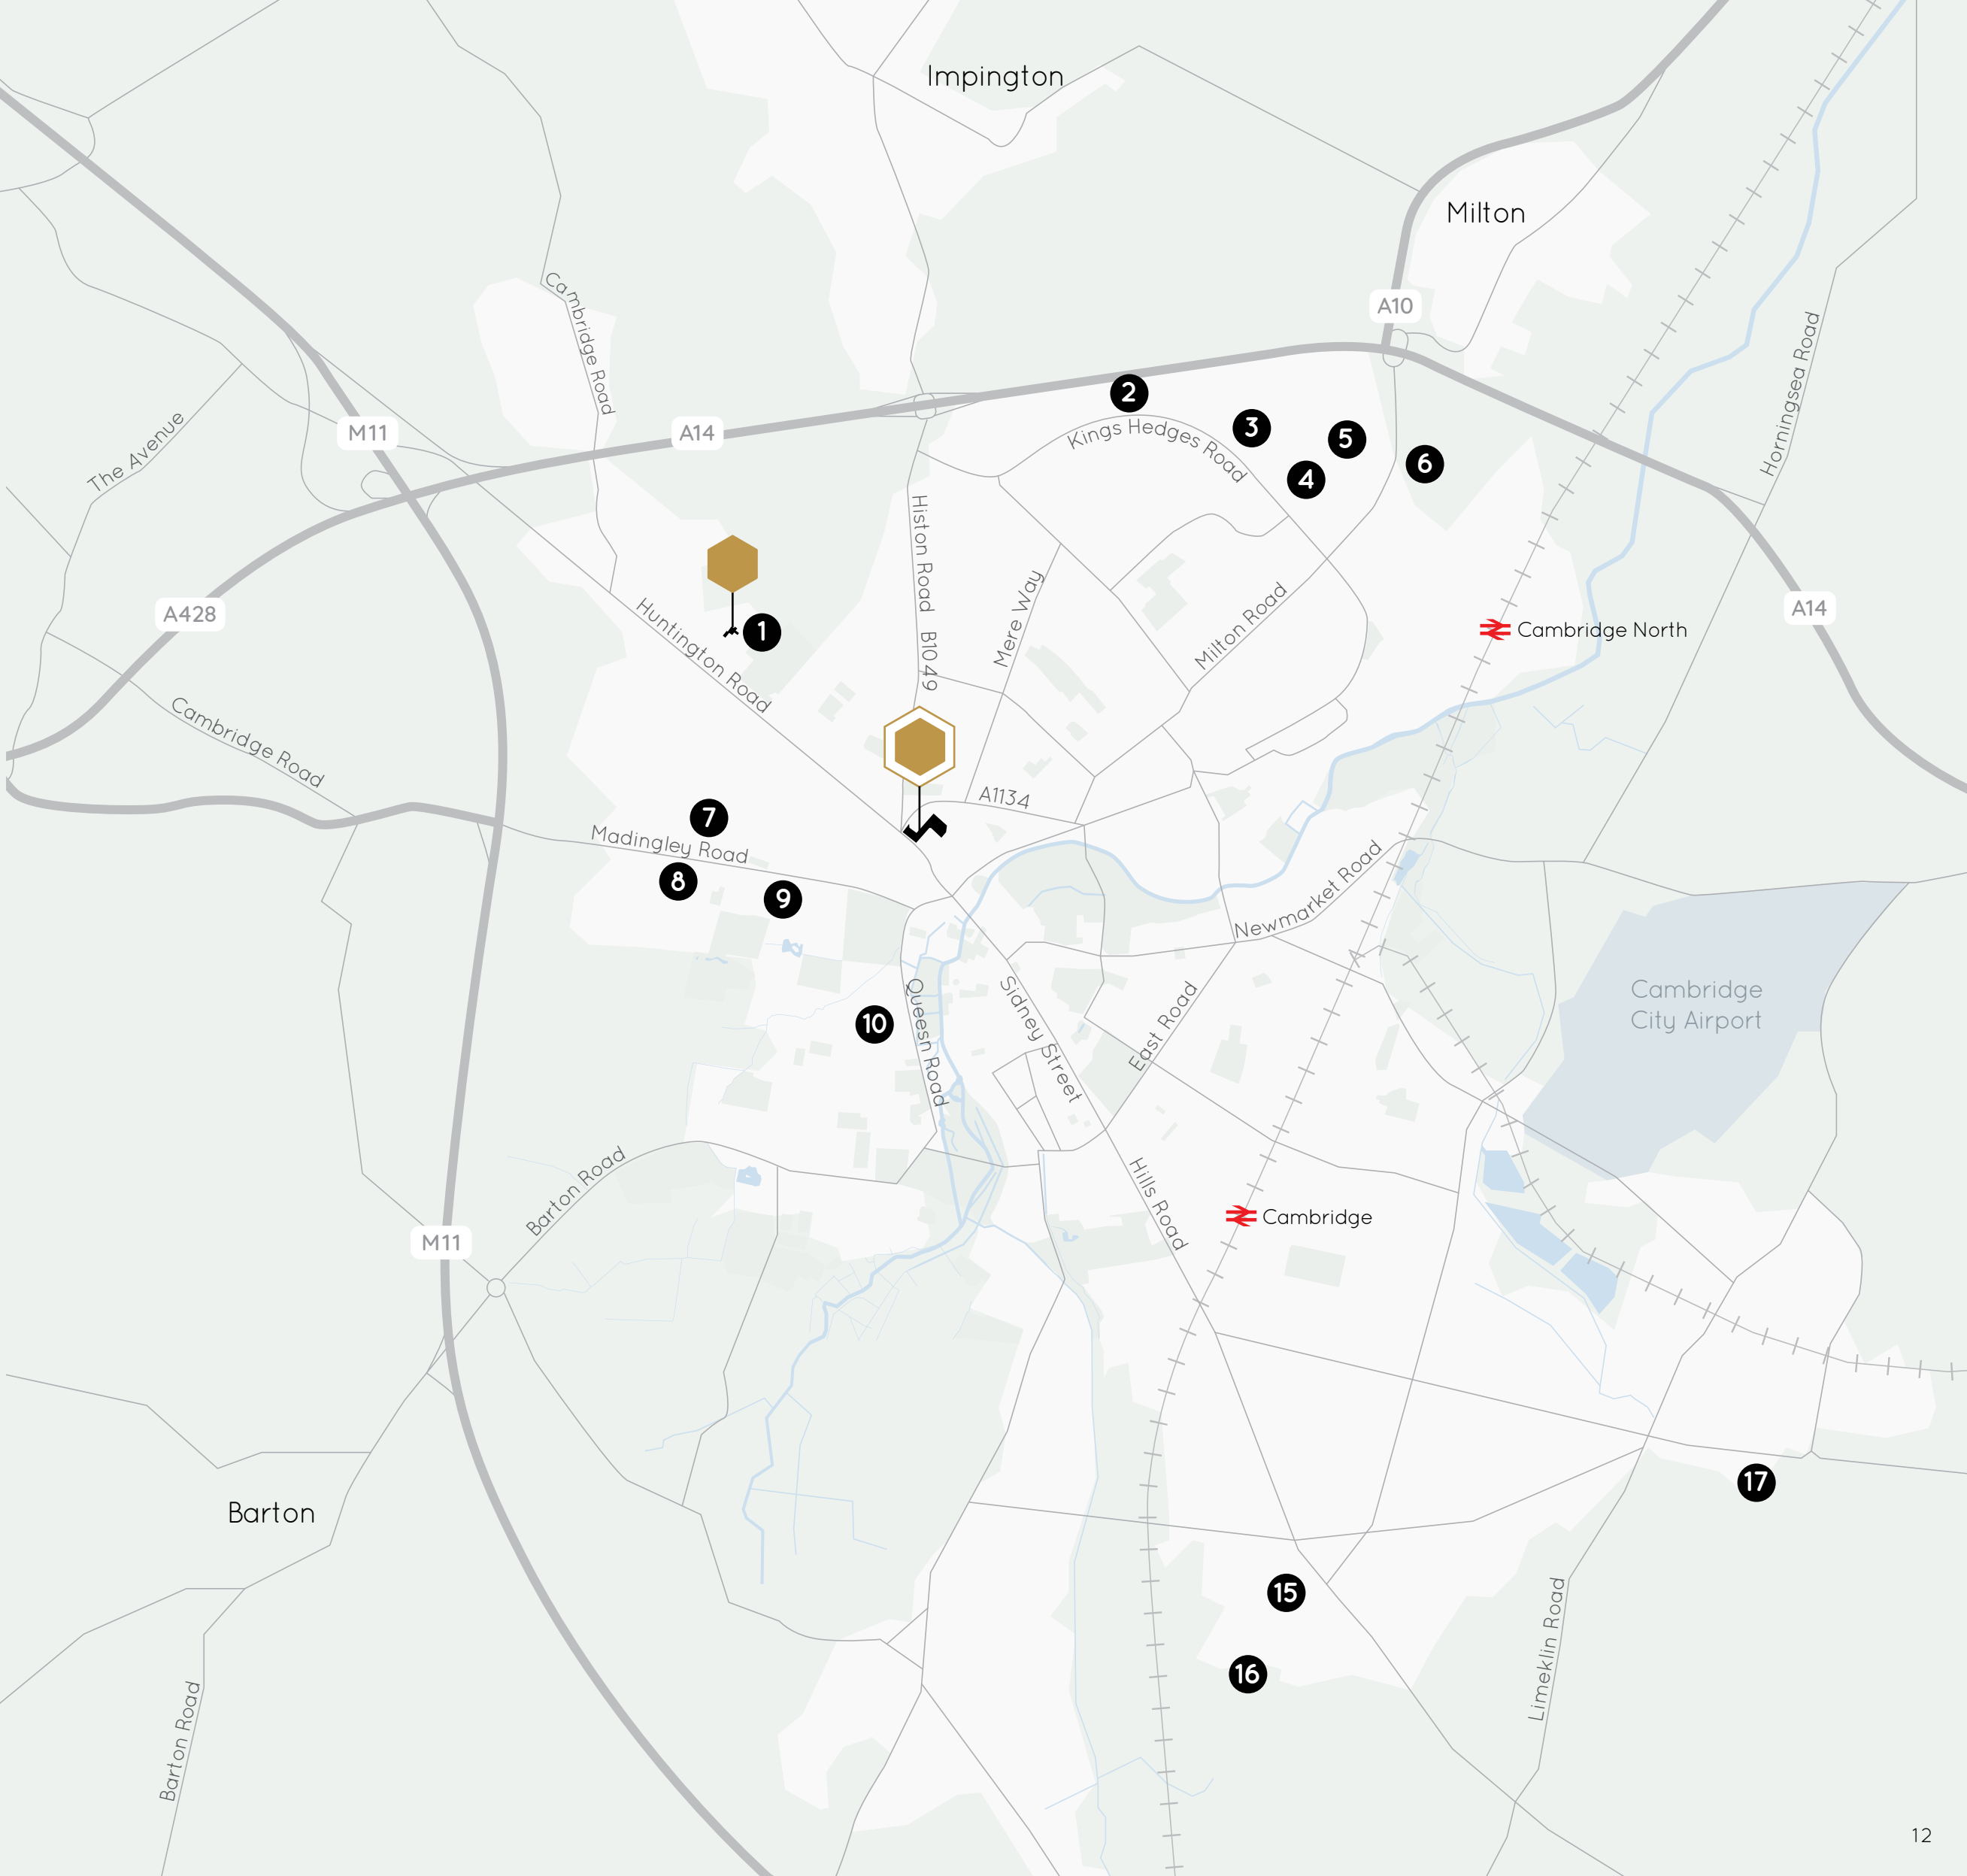 Impington
Milton
A10
Cambridge Road
Horningsea Road
2
3
5
6
4
Kings Hedges Road
M11
A14
The Avenue
Histon Road B1049
Mere Way
Milton Road
A428
A14
1
Huntington Road
Cambridge North
Cambridge Road
A1134
7
Madingley Road
8
9
Newmarket Road
Queesn Road
10
Sidney Street
East Road
Cambridge
City Airport
Barton Road
Hills Road
Cambridge
M11
Barton
17
15
16
Limeklin Road
Barton Road
12